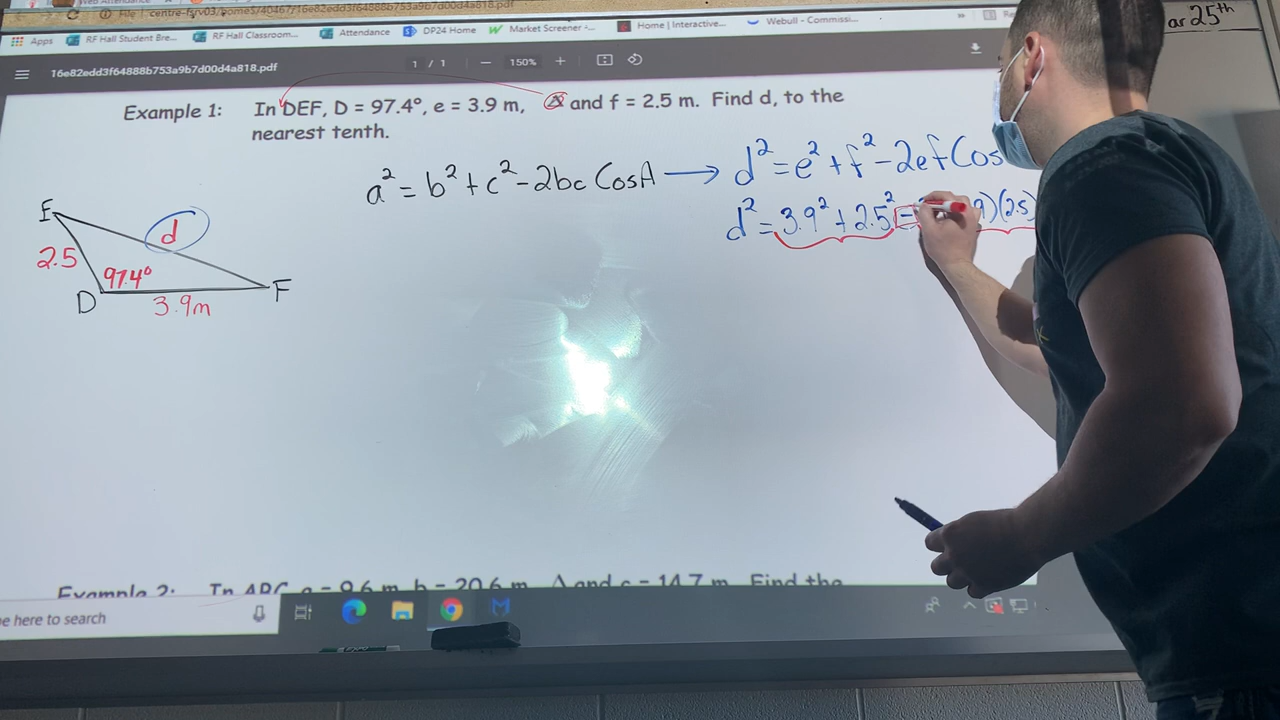 Apps RF Hall Student Bre... RF Hall Classroom... Attendance DP24 Home Market Screener -... Home | Interactive... Webull - Commissi... »
ar 25th
16e82edd3f64888b753a9b7d00d4a818.pdf 1 / 1 − 150% +
Example 1: In DEF, D = 97.4°, e = 3.9 m, Δ and f = 2.5 m. Find d, to the
nearest tenth.
a² = b² + c² - 2bc CosA → d² = e² + f² - 2ef Cos
d² = 3.9² + 2.5² - 9)(2.5)
E
d
2.5
97.4°
D
F
3.9m
Example 2: In ABC, a = 9.6 m, b = 20.6 m, Δ and c = 14.7 m. Find the
e here to search